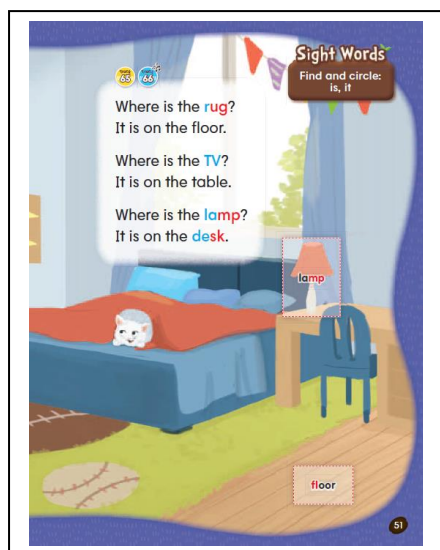 Sight Words
Find and circle:
is, it
TRACK
65
TRACK
66
Where is the rug?
It is on the floor.
Where is the TV?
It is on the table.
Where is the lamp?
It is on the desk.
lamp
floor
51